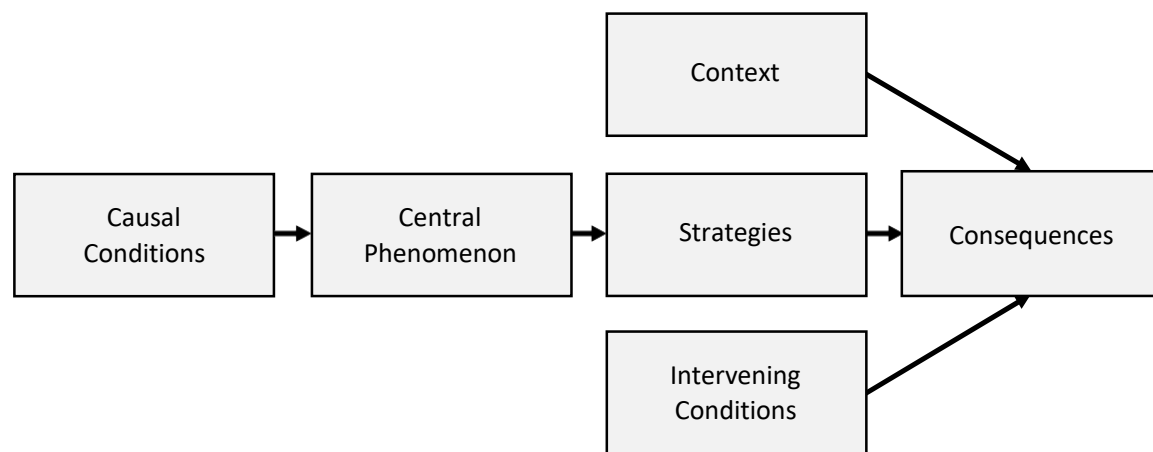 Context
Causal
Conditions
Central
Phenomenon
Strategies
Consequences
Intervening
Conditions